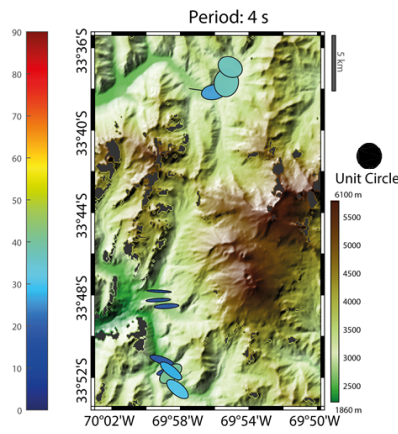 Period: 4 s
90
80
70
60
50
40
30
20
10
0
33°36'S
33°40'S
33°44'S
33°48'S
33°52'S
70°02'W
69°58'W
69°54'W
69°50'W
5 km
Unit Circle
6100 m
5500
5000
4500
4000
3500
3000
2500
1860 m